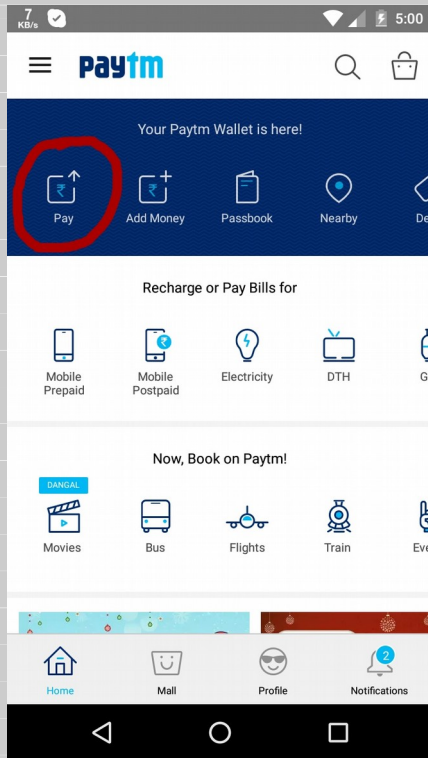 7
KB/s
5:00
paytm
Your Paytm Wallet is here!
Pay
Add Money
Passbook
Nearby
De
Recharge or Pay Bills for
Mobile
Prepaid
Mobile
Postpaid
Electricity
DTH
G
Now, Book on Paytm!
DANGAL
Movies
Bus
Flights
Train
Eve
Home
Mall
Profile
2
Notifications